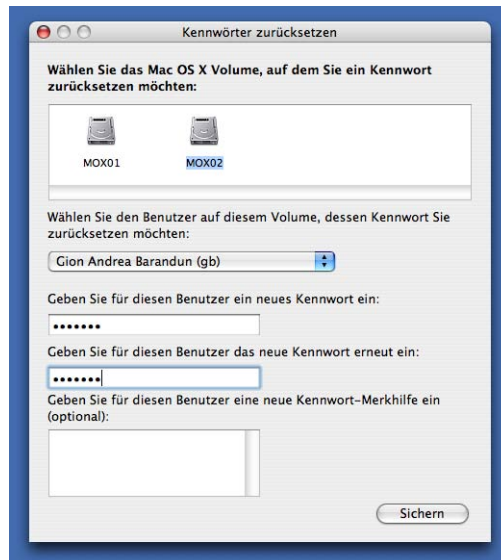 Kennwörter zurücksetzen
Wählen Sie das Mac OS X Volume, auf dem Sie ein Kennwort
zurücksetzen möchten:
MOX01 MOX02
Wählen Sie den Benutzer auf diesem Volume, dessen Kennwort Sie
zurücksetzen möchten:
Gion Andrea Barandun (gb)
Geben Sie für diesen Benutzer ein neues Kennwort ein:
•••••••
Geben Sie für diesen Benutzer das neue Kennwort erneut ein:
•••••••
Geben Sie für diesen Benutzer eine neue Kennwort-Merkhilfe ein
(optional):
Sichern